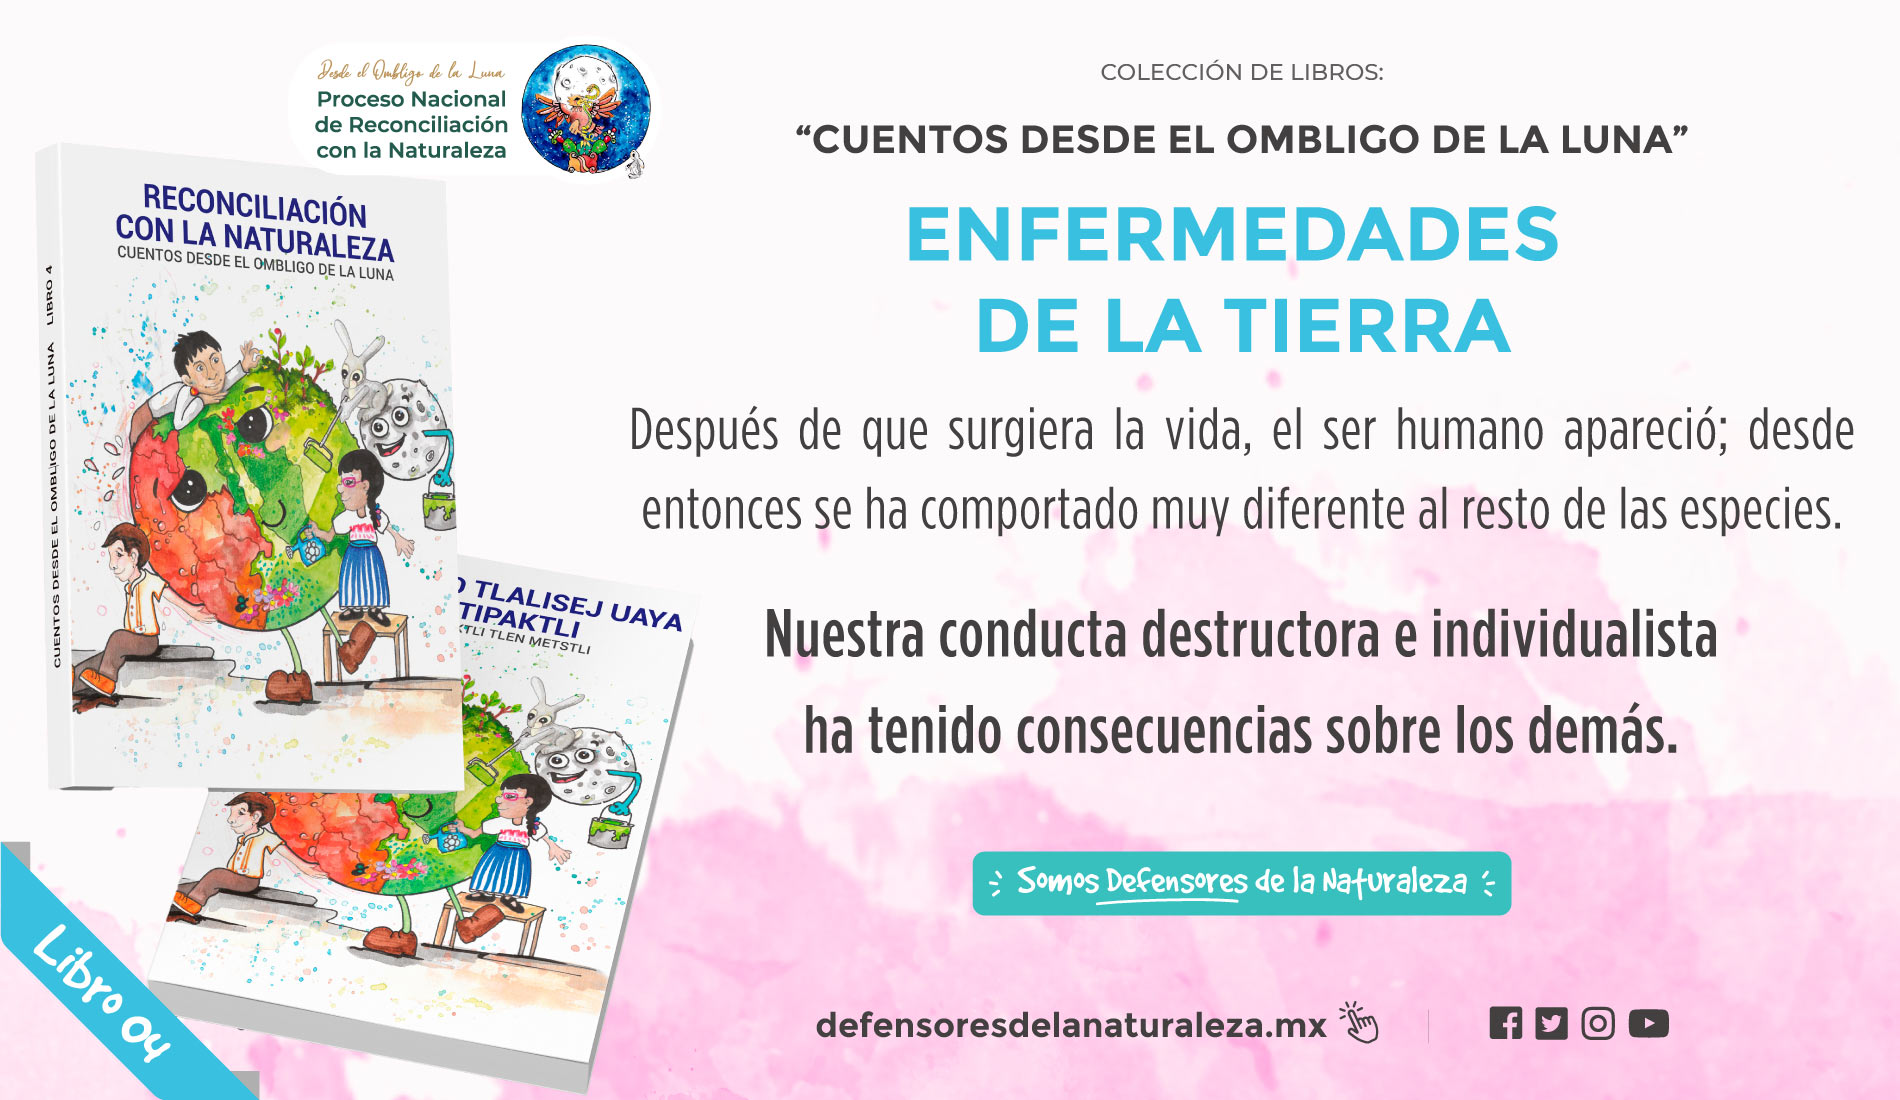 Desde el Ombligo de la Luna
Proceso Nacional
de Reconciliación
con la Naturaleza
RECONCILIACIÓN
CON LA NATURALEZA
CUENTOS DESDE EL OMBLIGO DE LA LUNA
CUENTOS DESDE EL OMBLIGO DE LA LUNA LIBRO 4
TLALISEJ UAYA
TIPAKTLI
TLEN METSTLI
Libro 04
COLECCIÓN DE LIBROS:
“CUENTOS DESDE EL OMBLIGO DE LA LUNA”
ENFERMEDADES
DE LA TIERRA
Después de que surgiera la vida, el ser humano apareció; desde
entonces se ha comportado muy diferente al resto de las especies.
Nuestra conducta destructora e individualista
ha tenido consecuencias sobre los demás.
Somos Defensores de la Naturaleza
defensoresdelanaturaleza.mx